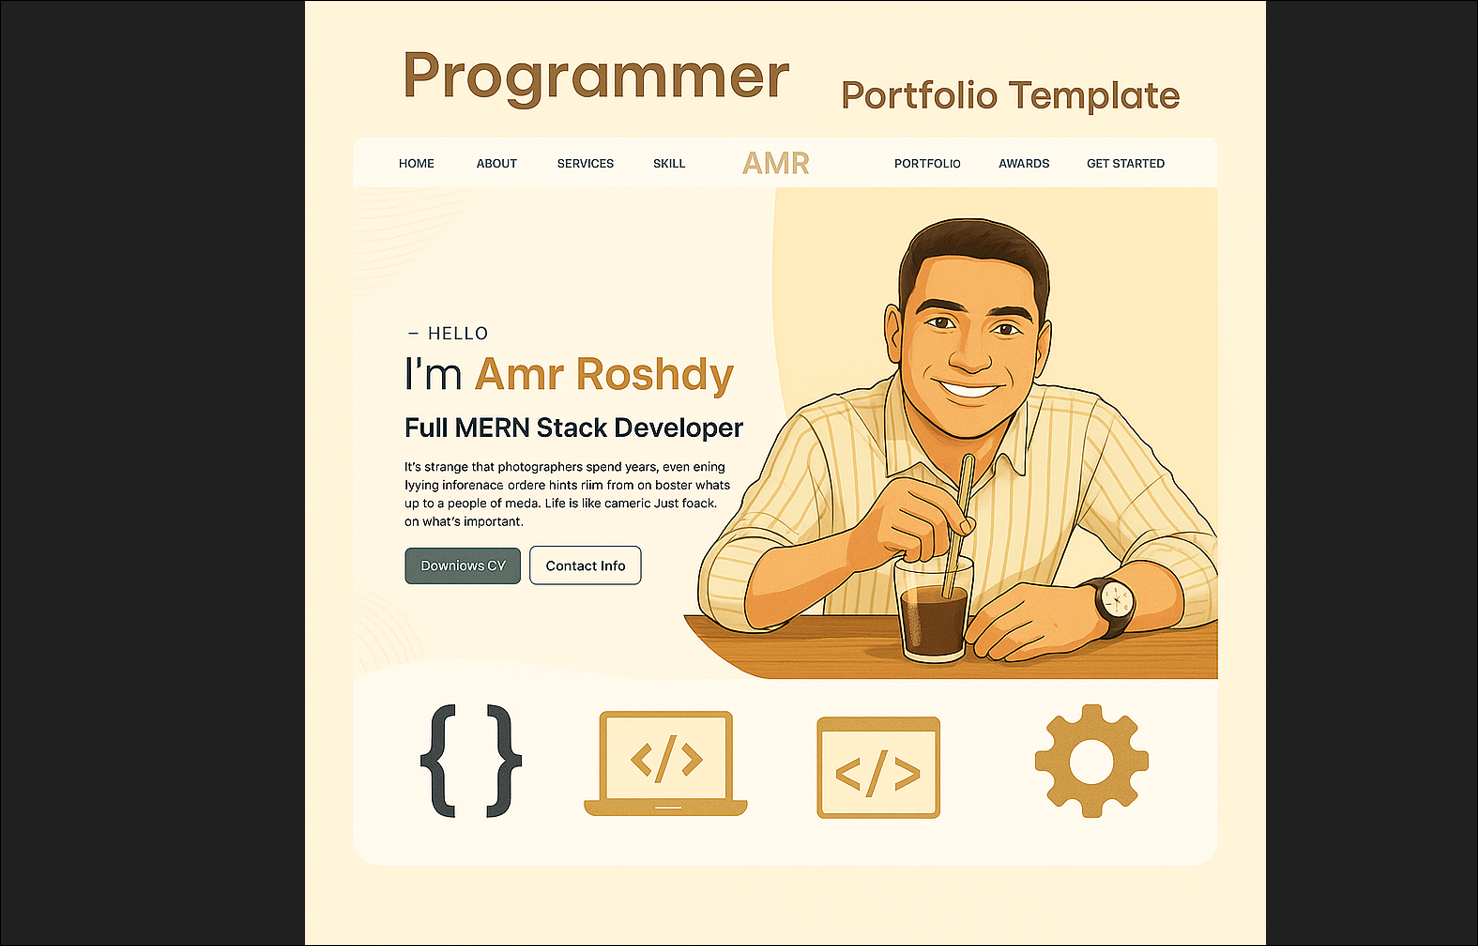 Programmer
Portfolio Template
HOME ABOUT SERVICES SKILL AMR PORTFOLIO AWARDS GET STARTED
– HELLO
I'm Amr Roshdy
Full MERN Stack Developer
It's strange that photographers spend years, even ening
lyying inforenace ordere hints riim from on boster whats
up to a people of meda. Life is like cameric Just foack.
on what's important.
Downiows CV
Contact Info
{ }
</>
</>